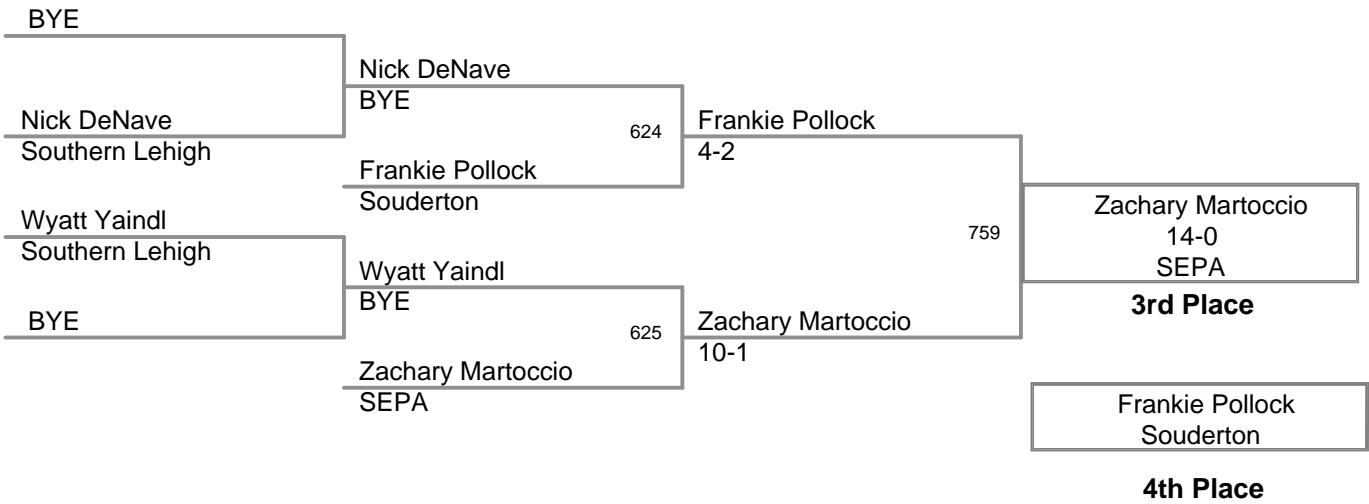 BYE
Nick DeNave
BYE
Nick DeNave
Southern Lehigh
624
Frankie Pollock
4-2
Frankie Pollock
Souderton
Wyatt Yaindl
Southern Lehigh
759
Zachary Martoccio
14-0
SEPA
3rd Place
Wyatt Yaindl
BYE
BYE
625
Zachary Martoccio
10-1
Zachary Martoccio
SEPA
Frankie Pollock
Souderton
4th Place